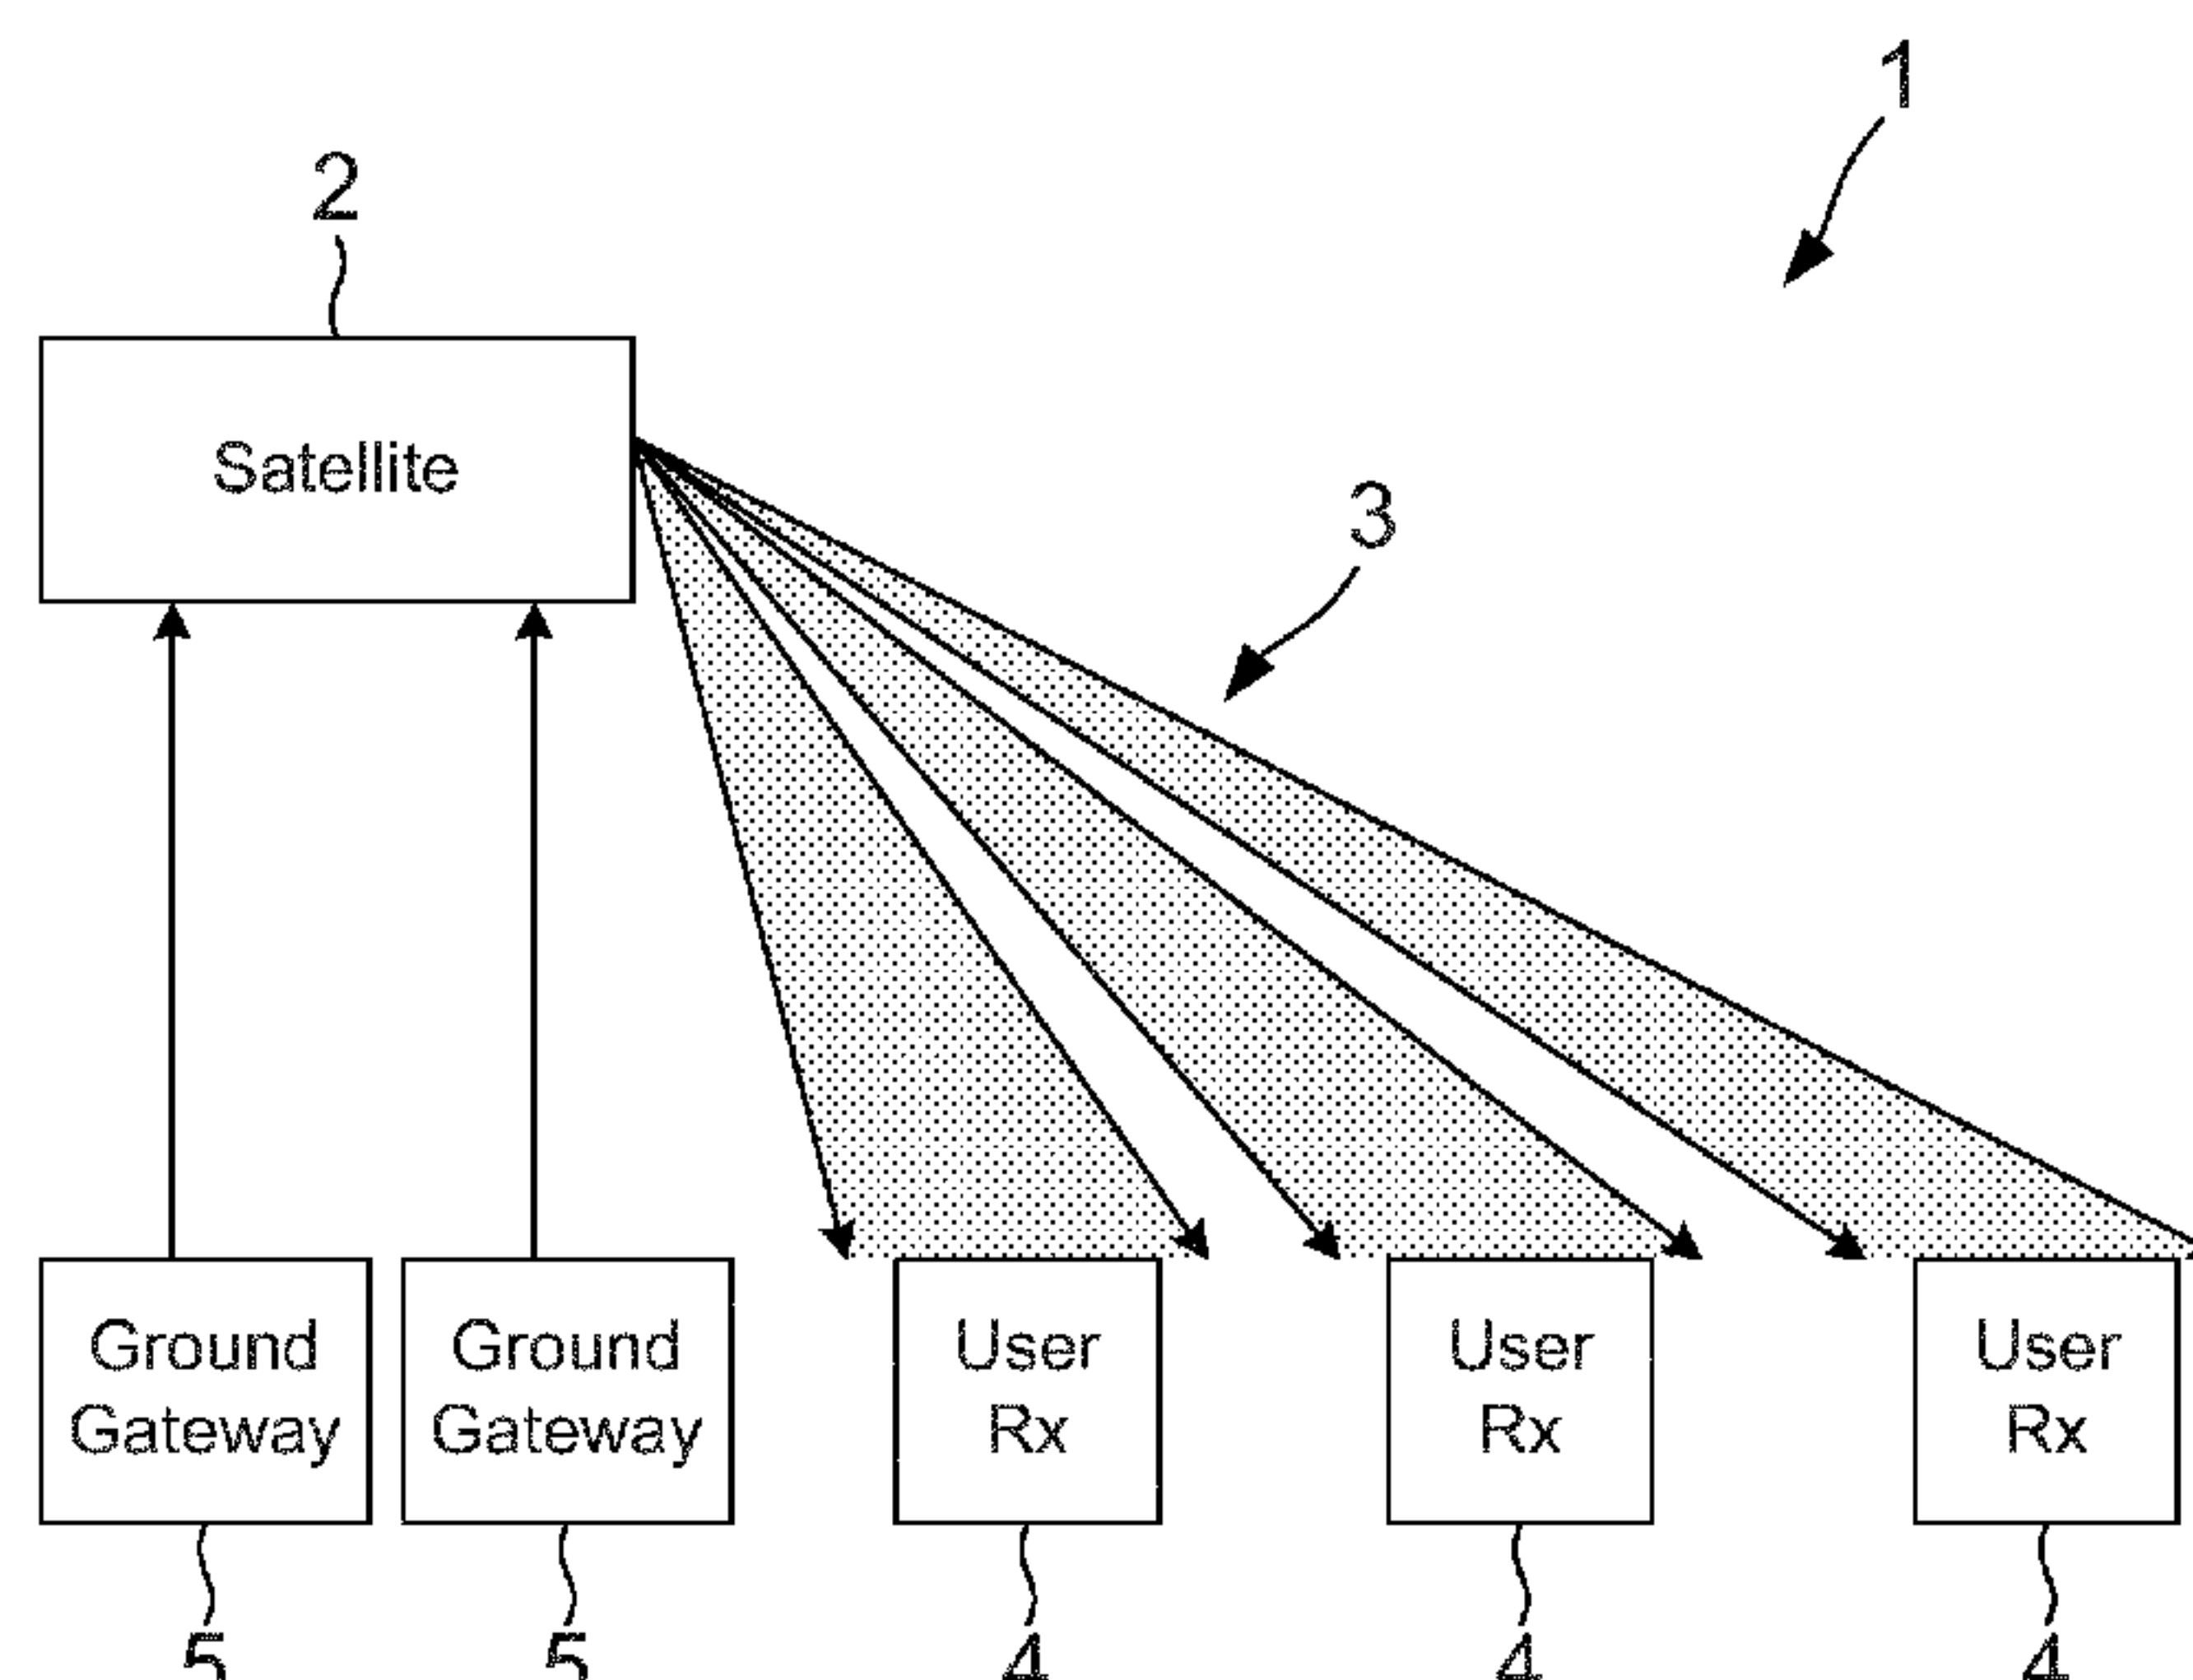 1
2
Satellite
3
Ground
Gateway
Ground
Gateway
User
Rx
User
Rx
User
Rx
5
5
4
4
4